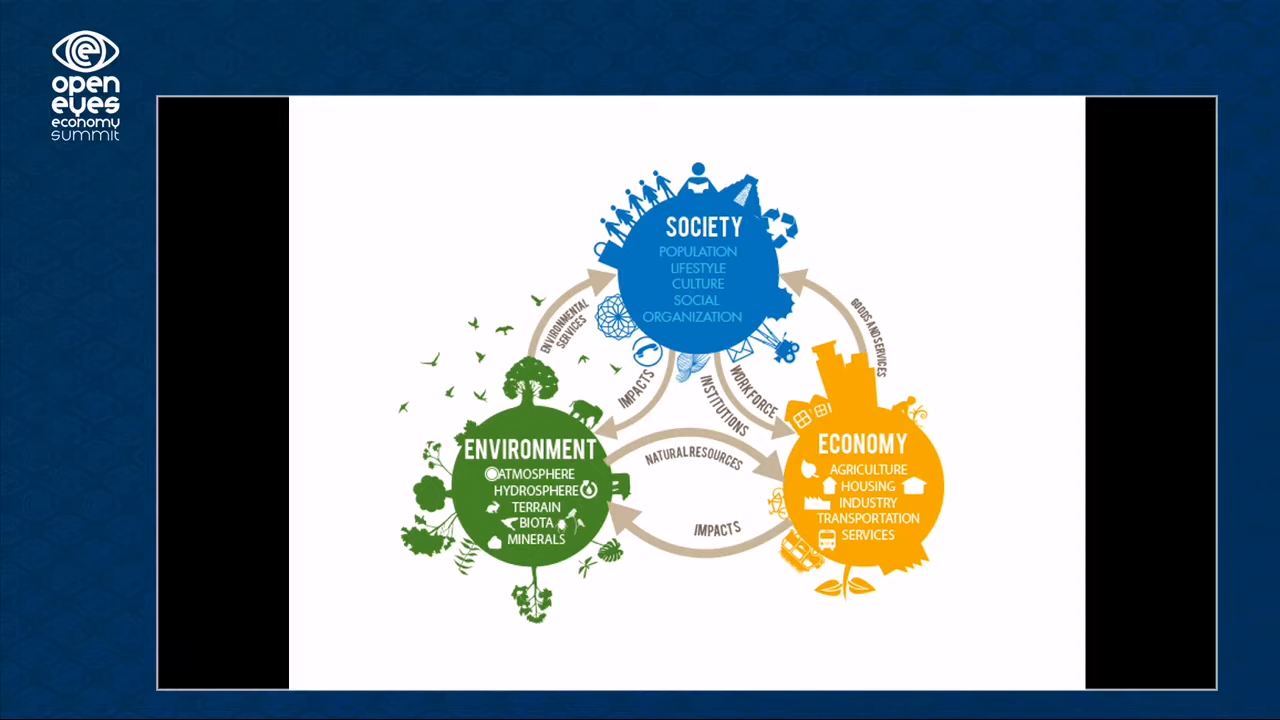 open
eyes
economy
summit
SOCIETY
POPULATION
LIFESTYLE
CULTURE
SOCIAL
ORGANIZATION
ENVIRONMENTAL
SERVICES
GOODS AND SERVICES
IMPACTS
INSTITUTIONS
WORKFORCE
ENVIRONMENT
ATMOSPHERE
HYDROSPHERE
TERRAIN
BIOTA
MINERALS
NATURAL RESOURCES
IMPACTS
ECONOMY
AGRICULTURE
HOUSING
INDUSTRY
TRANSPORTATION
SERVICES